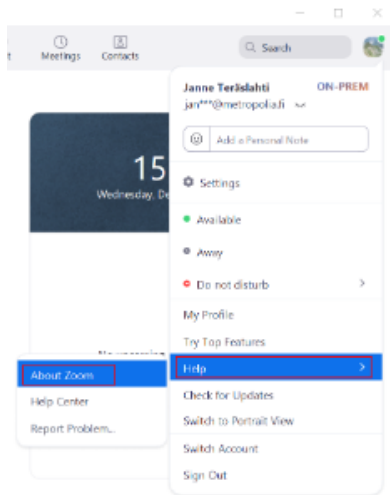 Meetings
Contacts
Search
Janne Teräslahti ON-PREM
jan***@metropolia.fi
Add a Personal Note
15
Wednesday, De
Settings
Available
Away
Do not disturb
My Profile
Try Top Features
No upcoming
Help
About Zoom
Check for Updates
Help Center
Switch to Portrait View
Report Problem...
Switch Account
Sign Out